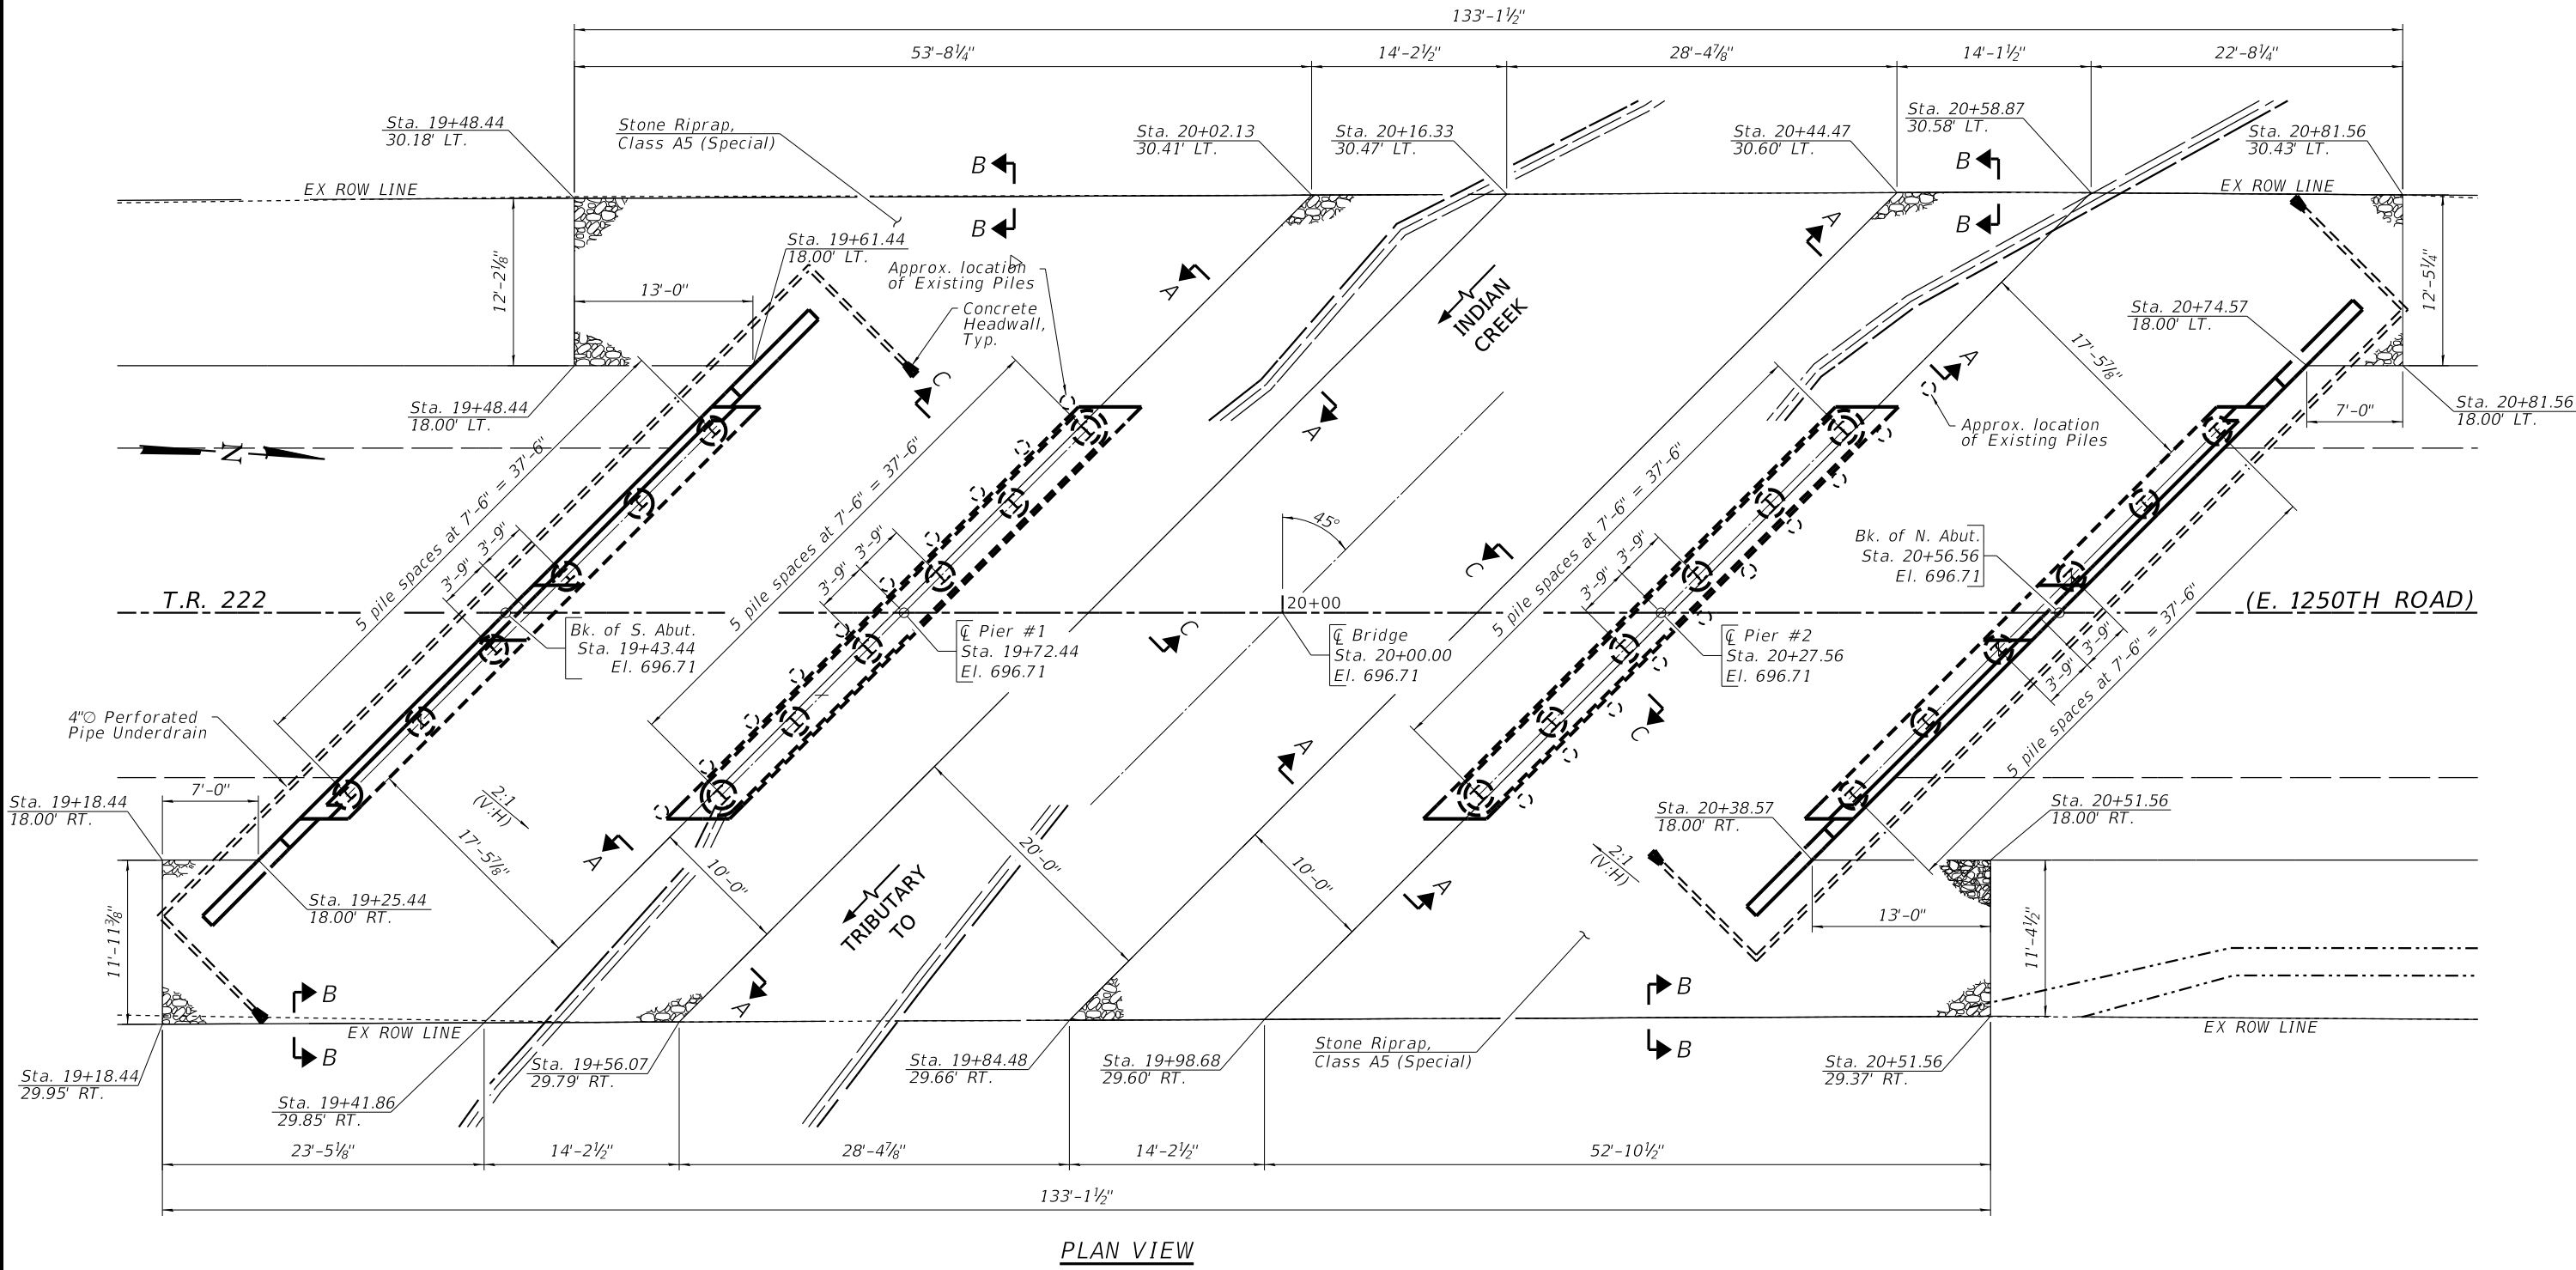 133'-1½"
53'-8¼"
14'-2½"
28'-4⅞"
14'-1½"
22'-8¼"
Sta. 19+48.44
30.18' LT.
Stone Riprap,
Class A5 (Special)
Sta. 20+02.13
30.41' LT.
Sta. 20+16.33
30.47' LT.
Sta. 20+44.47
30.60' LT.
Sta. 20+58.87
30.58' LT.
Sta. 20+81.56
30.43' LT.
B
B
B
B
EX ROW LINE
EX ROW LINE
12'-2⅛"
13'-0"
Sta. 19+61.44
18.00' LT.
Approx. location
of Existing Piles
Concrete
Headwall,
Typ.
A
A
INDIAN
CREEK
Sta. 20+74.57
18.00' LT.
12'-5¼"
17'-5⅞"
Sta. 19+48.44
18.00' LT.
C
A
A
Approx. location
of Existing Piles
7'-0"
Sta. 20+81.56
18.00' LT.
N
5 pile spaces at 7'-6" = 37'-6"
3'-9"
3'-9"
5 pile spaces at 7'-6" = 37'-6"
3'-9"
3'-9"
45°
C
5 pile spaces at 7'-6" = 37'-6"
3'-9"
3'-9"
Bk. of N. Abut.
Sta. 20+56.56
El. 696.71
T.R. 222
20+00
(E. 1250TH ROAD)
Bk. of S. Abut.
Sta. 19+43.44
El. 696.71
℄ Pier #1
Sta. 19+72.44
El. 696.71
C
℄ Bridge
Sta. 20+00.00
El. 696.71
℄ Pier #2
Sta. 20+27.56
El. 696.71
3'-9"
3'-9"
5 pile spaces at 7'-6" = 37'-6"
4"∅ Perforated
Pipe Underdrain
C
A
7'-0"
Sta. 19+18.44
18.00' RT.
2:1
(V:H)
17'-5⅞"
A
10'-0"
20'-0"
10'-0"
A
2:1
(V:H)
Sta. 20+38.57
18.00' RT.
Sta. 20+51.56
18.00' RT.
Sta. 19+25.44
18.00' RT.
TRIBUTARY
TO
13'-0"
11'-11⅜"
11'-4½"
B
B
A
B
B
EX ROW LINE
EX ROW LINE
Sta. 19+18.44
29.95' RT.
Sta. 19+41.86
29.85' RT.
Sta. 19+56.07
29.79' RT.
Sta. 19+84.48
29.66' RT.
Sta. 19+98.68
29.60' RT.
Stone Riprap,
Class A5 (Special)
Sta. 20+51.56
29.37' RT.
23'-5⅛"
14'-2½"
28'-4⅞"
14'-2½"
52'-10½"
133'-1½"
PLAN VIEW